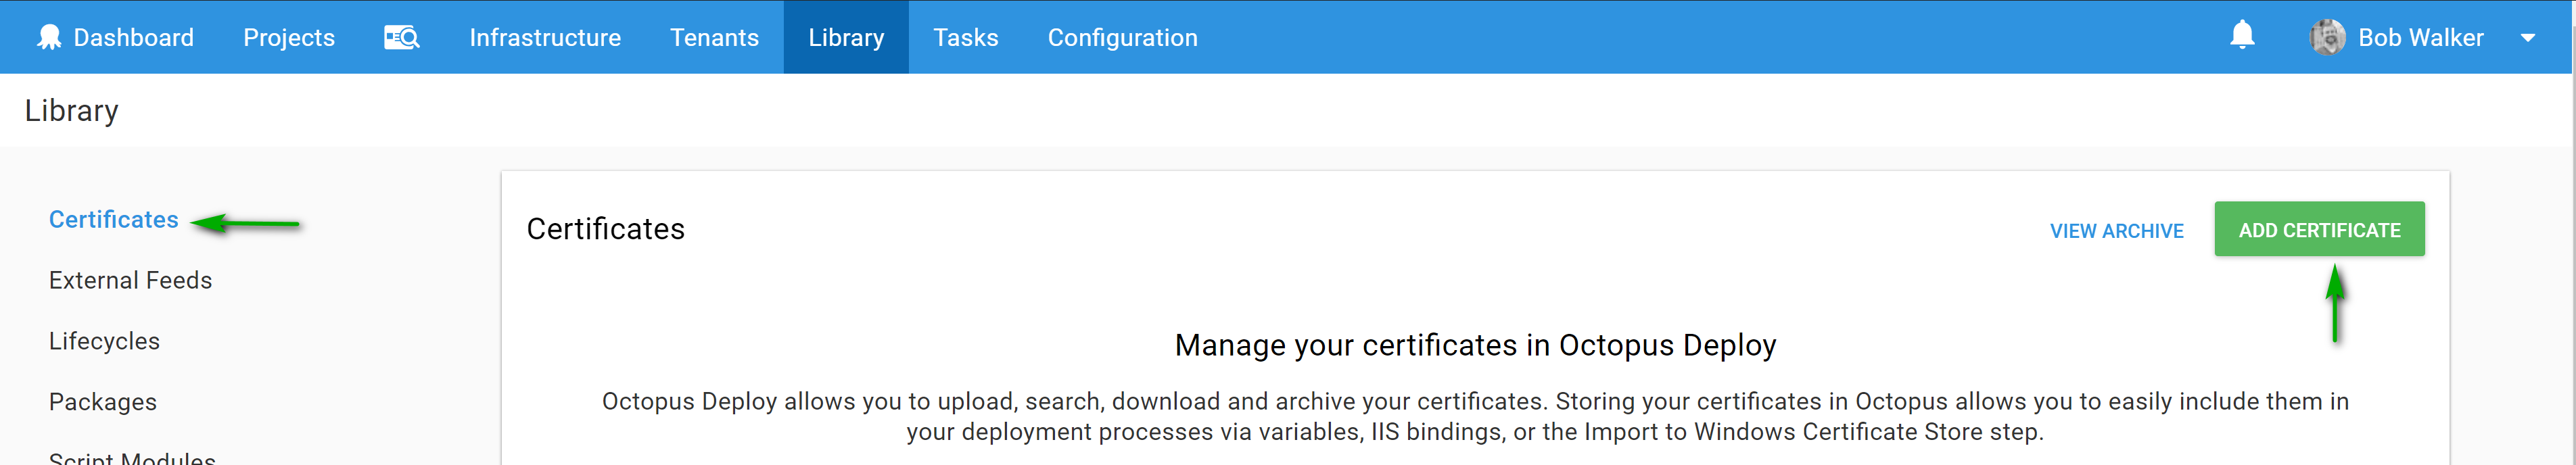 Dashboard Projects Infrastructure Tenants Library Tasks Configuration Bob Walker
Library
Certificates
External Feeds
Lifecycles
Packages
Script Modules
Certificates VIEW ARCHIVE ADD CERTIFICATE
Manage your certificates in Octopus Deploy
Octopus Deploy allows you to upload, search, download and archive your certificates. Storing your certificates in Octopus allows you to easily include them in
your deployment processes via variables, IIS bindings, or the Import to Windows Certificate Store step.